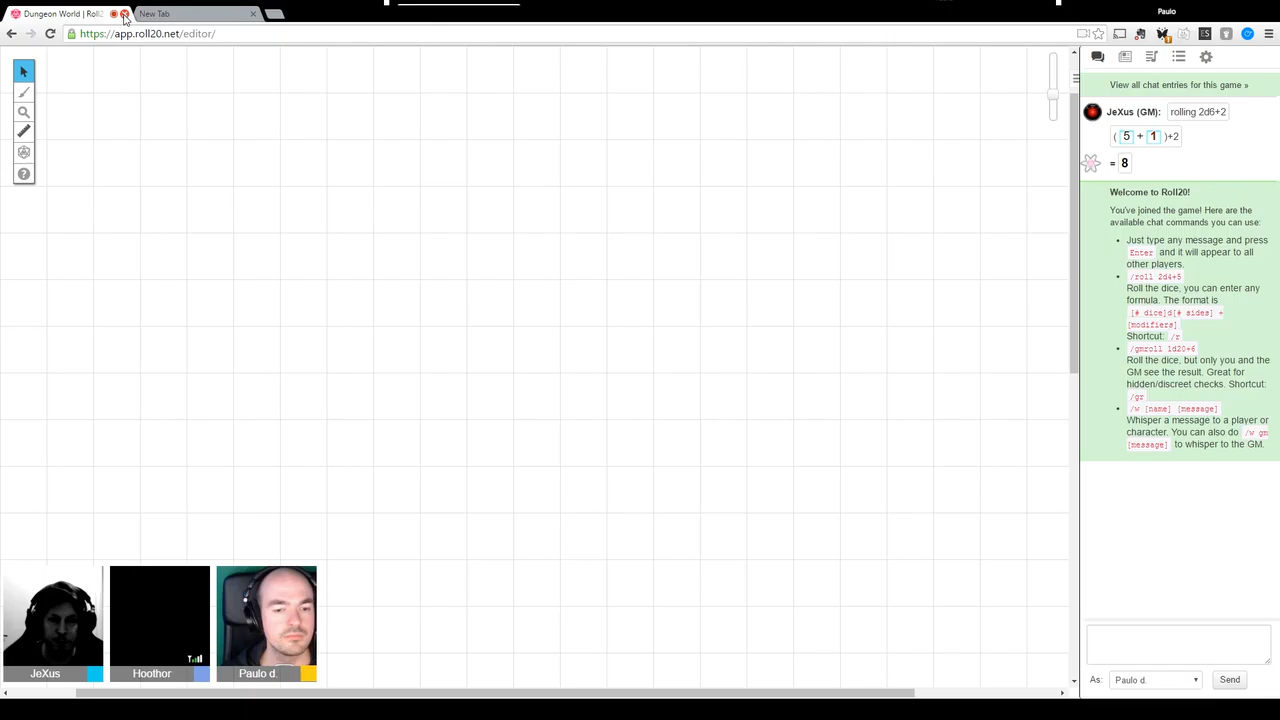 Paulo
Dungeon World | Roll2
New Tab
https://app.roll20.net/editor/
ES
View all chat entries for this game »
JeXus (GM): rolling 2d6+2
( 5 + 1 )+2
= 8
Welcome to Roll20!
You've joined the game! Here are the
available chat commands you can use:
• Just type any message and press
Enter and it will appear to all
other players.
• /roll 2d4+5
Roll the dice, you can enter any
formula. The format is
[# dice]d[# sides] +
[modifiers]
Shortcut: /r
• /gmroll 1d20+6
Roll the dice, but only you and the
GM see the result. Great for
hidden/discreet checks. Shortcut:
/gr
• /w [name] [message]
Whisper a message to a player or
character. You can also do /w gm
[message] to whisper to the GM.
JeXus
Hoothor
Paulo d.
As: Paulo d.
Send